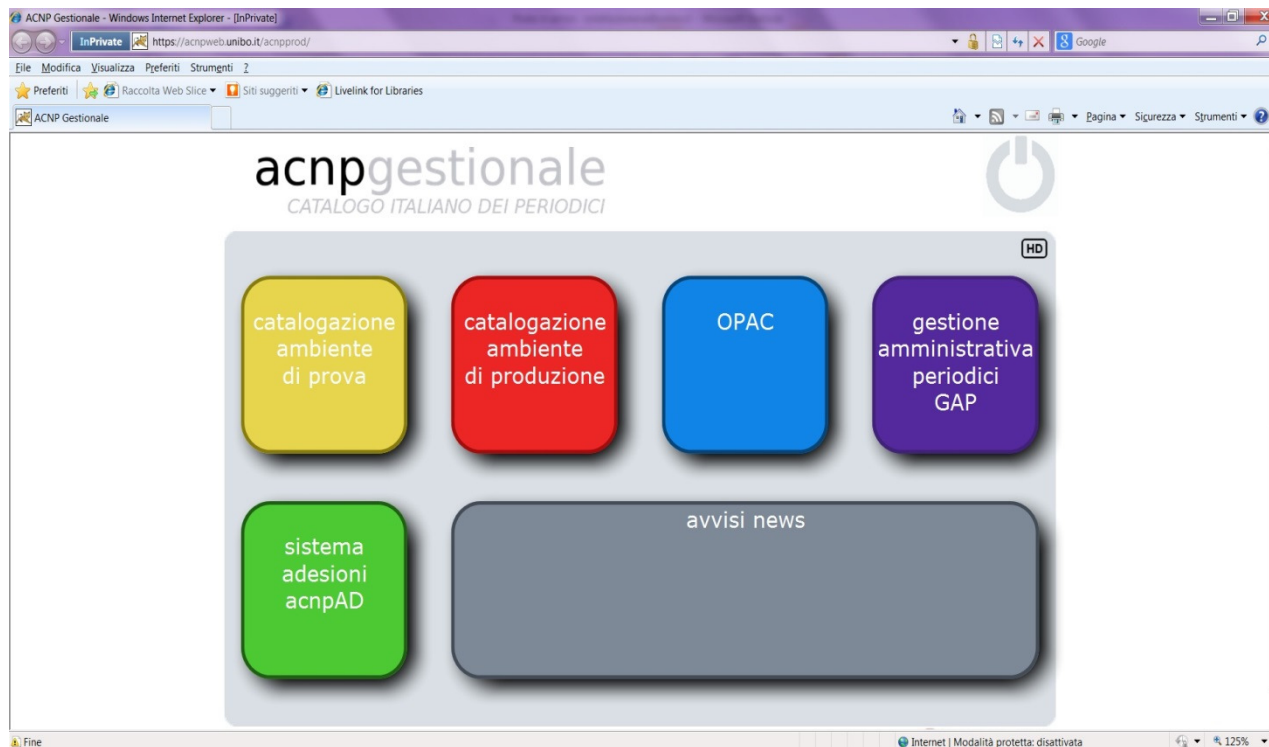 ACNP Gestionale - Windows Internet Explorer - [InPrivate]
InPrivate https://acnpweb.unibo.it/acnpprod/ Google
File Modifica Visualizza Preferiti Strumenti ?
Preferiti Raccolta Web Slice Siti suggeriti Livelink for Libraries
ACNP Gestionale Pagina Sicurezza Strumenti
acnpgestionale
CATALOGO ITALIANO DEI PERIODICI
HD
catalogazione
ambiente
di prova
catalogazione
ambiente
di produzione
OPAC
gestione
amministrativa
periodici
GAP
sistema
adesioni
acnpAD
avvisi news
Fine Internet | Modalità protetta: disattivata 125%